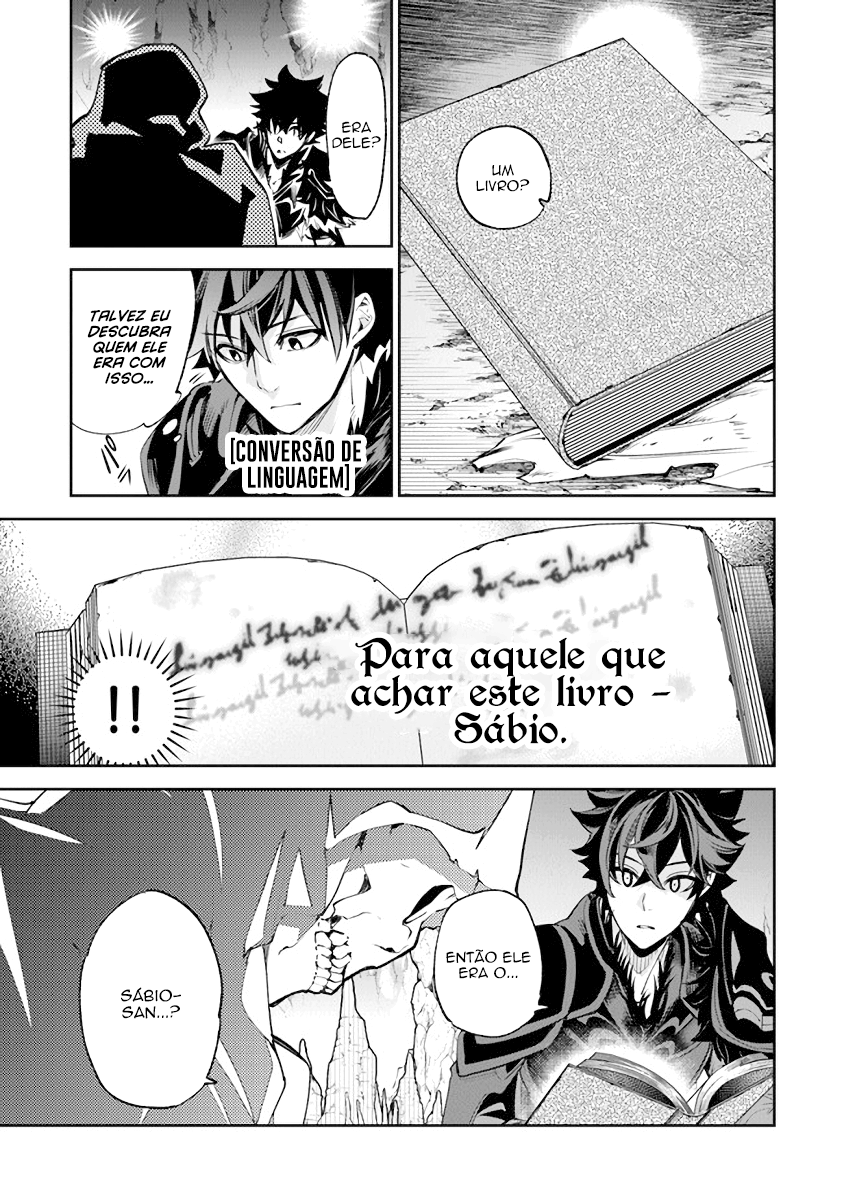 UM
LIVRO?
ERA
DELE?
TALVEZ EU
DESCUBRA
QUEM ELE
ERA COM
ISSO...
[CONVERSÃO DE
LINGUAGEM]
Para aquele que
achar este livro –
Sábio.
!!
ENTÃO ELE
ERA O...
SÁBIO-
SAN...?